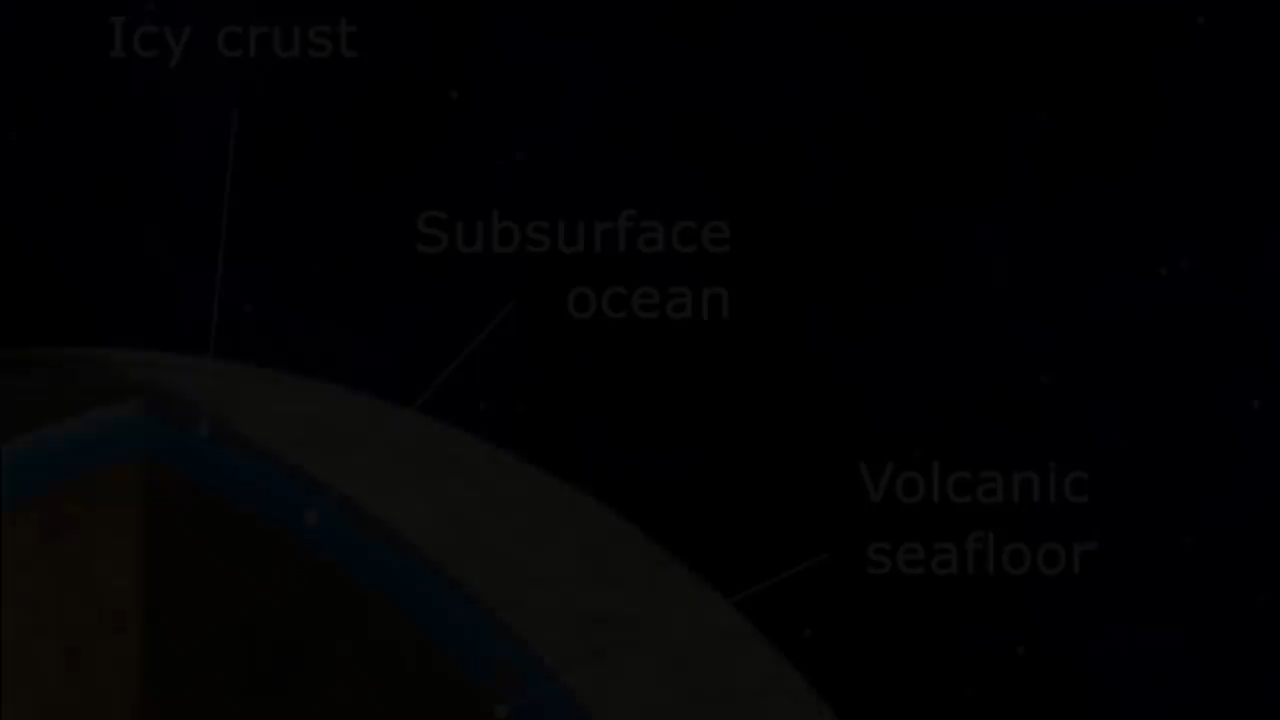 Icy crust
Subsurface
ocean
Volcanic
seafloor